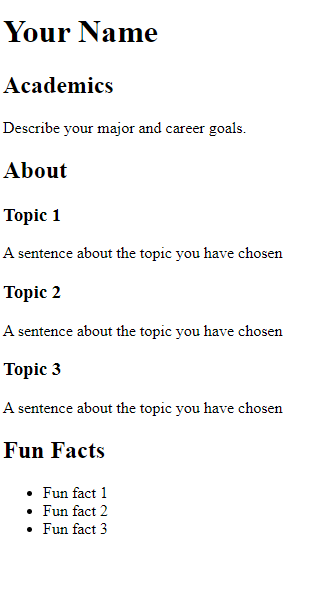 Your Name
Academics
Describe your major and career goals.
About
Topic 1
A sentence about the topic you have chosen
Topic 2
A sentence about the topic you have chosen
Topic 3
A sentence about the topic you have chosen
Fun Facts
• Fun fact 1
• Fun fact 2
• Fun fact 3